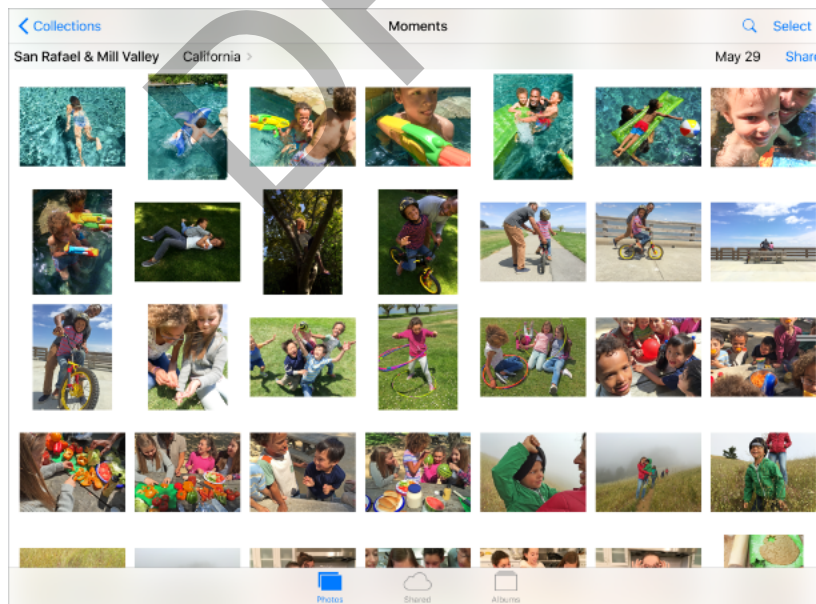 Collections
Moments
Select
San Rafael & Mill Valley California
May 29
Share
Photos
Shared
Albums